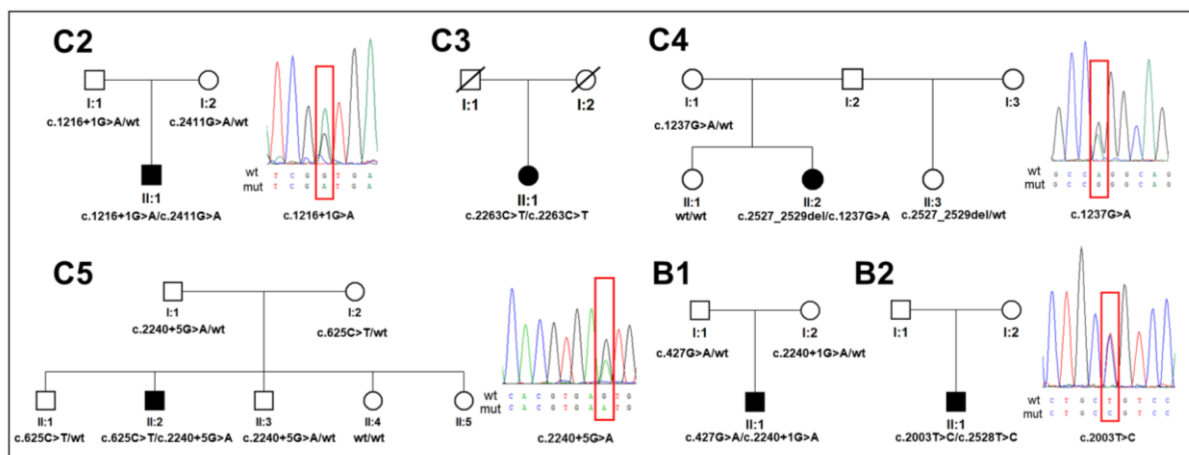 C2
I:1 I:2
c.1216+1G>A/wt c.2411G>A/wt
II:1
c.1216+1G>A/c.2411G>A
wt T C G G T G A
mut T C G A T G A
c.1216+1G>A
C3
I:1 I:2
II:1
c.2263C>T/c.2263C>T
C4
I:1 I:2 I:3
c.1237G>A/wt
II:1 II:2 II:3
wt/wt c.2527_2529del/c.1237G>A c.2527_2529del/wt
wt G C C A G G C A G
mut G C C G G G C A G
c.1237G>A
C5
I:1 I:2
c.2240+5G>A/wt c.625C>T/wt
II:1 II:2 II:3 II:4 II:5
c.625C>T/wt c.625C>T/c.2240+5G>A c.2240+5G>A/wt wt/wt
wt C A C G T G A G T G
mut C A C G T G A A T G
c.2240+5G>A
B1
I:1 I:2
c.427G>A/wt c.2240+1G>A/wt
II:1
c.427G>A/c.2240+1G>A
B2
I:1 I:2
II:1
c.2003T>C/c.2528T>C
wt C T G C T G T C C
mut C T G C C G T C C
c.2003T>C